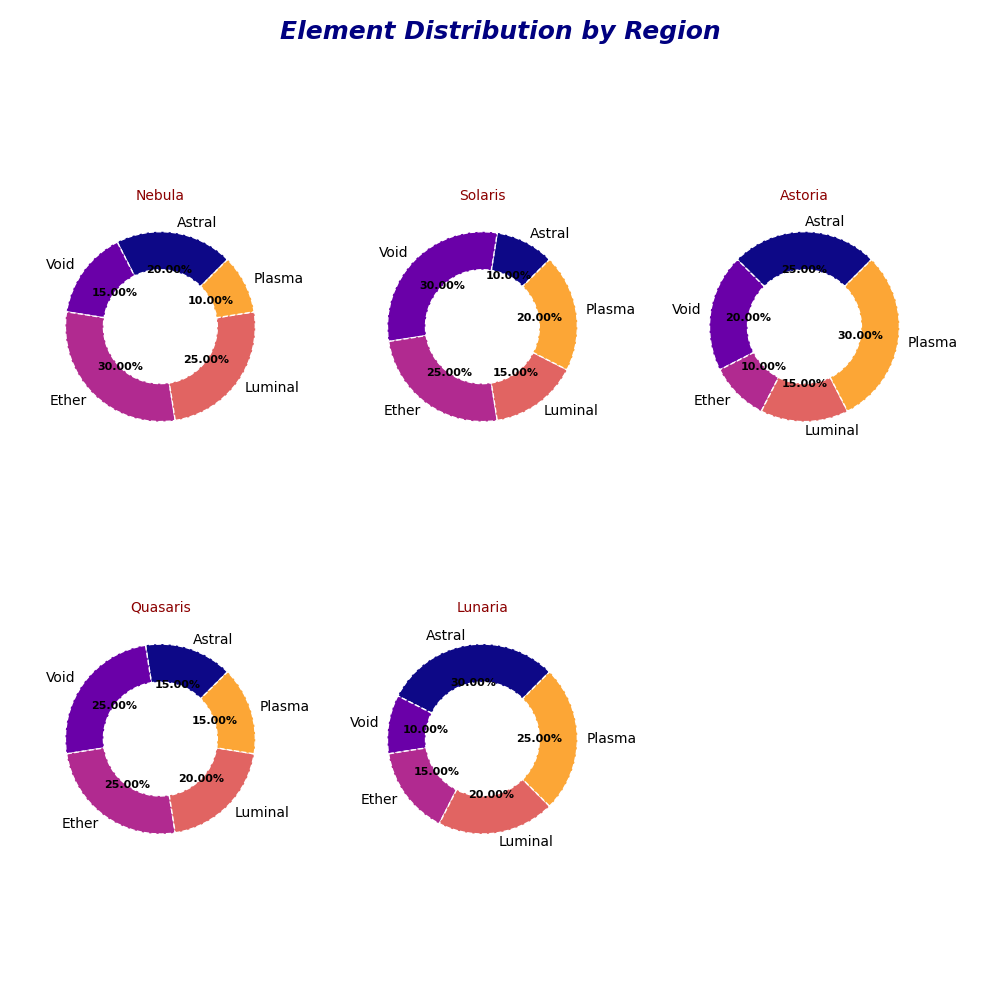 Element Distribution by Region
Nebula
Astral
20.00%
Void
15.00%
Ether
30.00%
Luminal
25.00%
Plasma
10.00%
Solaris
Astral
10.00%
Void
30.00%
Ether
25.00%
Luminal
15.00%
Plasma
20.00%
Astoria
Astral
25.00%
Void
20.00%
Ether
10.00%
Luminal
15.00%
Plasma
30.00%
Quasaris
Astral
15.00%
Void
25.00%
Ether
25.00%
Luminal
20.00%
Plasma
15.00%
Lunaria
Astral
30.00%
Void
10.00%
Ether
15.00%
Luminal
20.00%
Plasma
25.00%